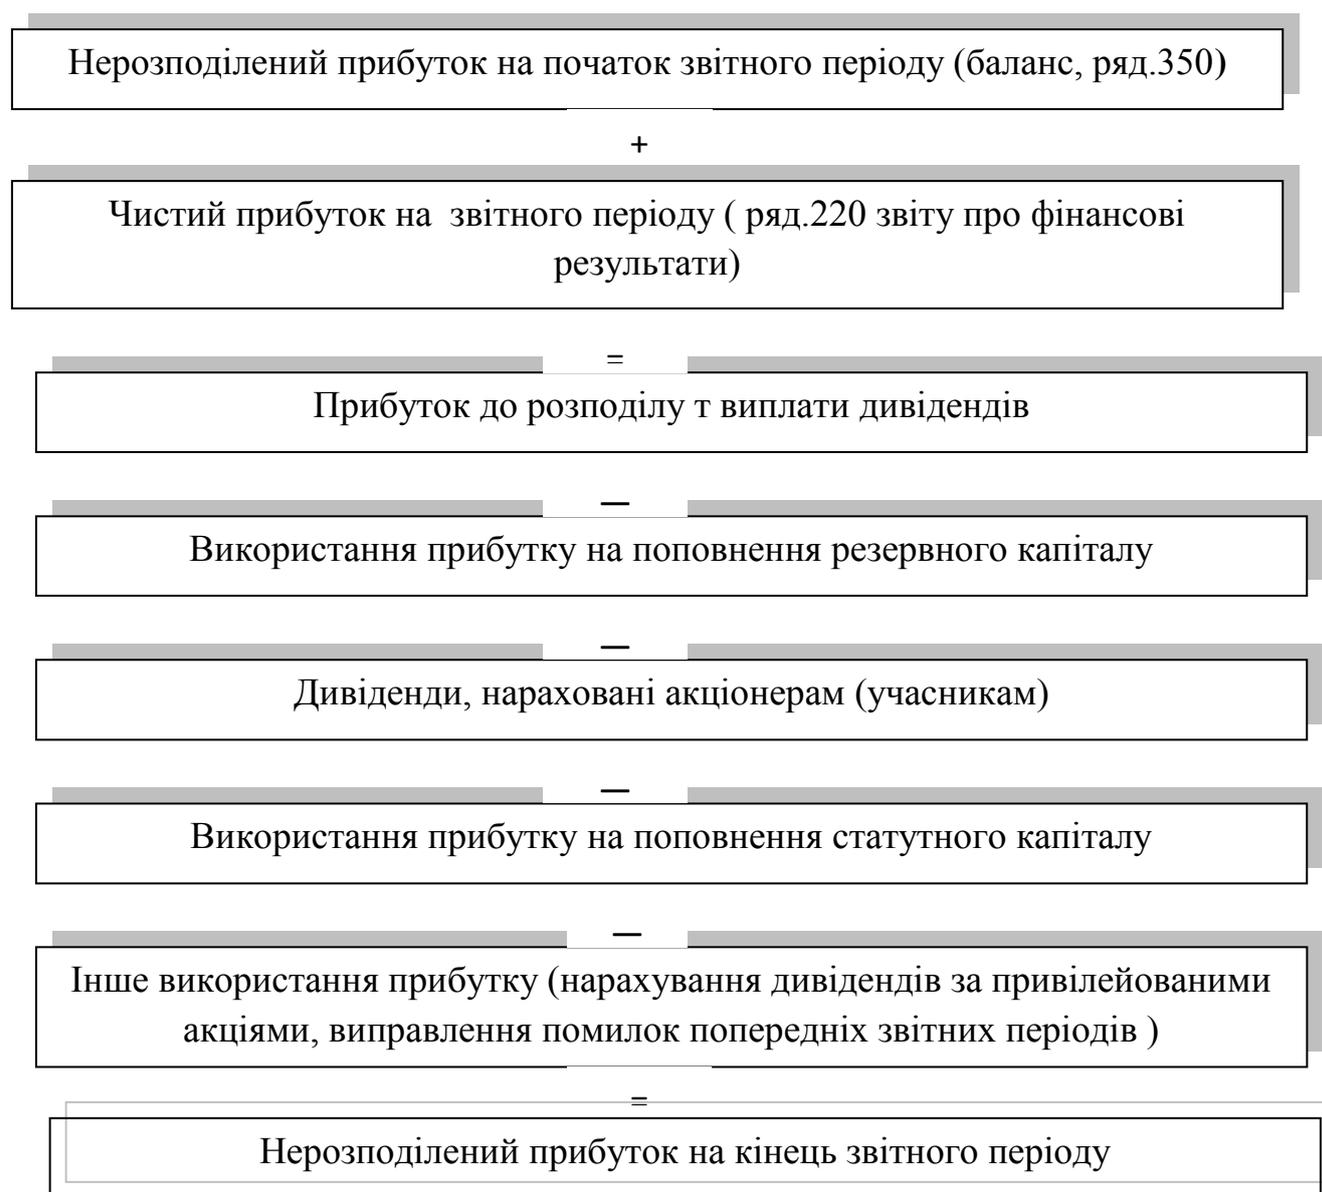 Нерозподілений прибуток на початок звітного періоду (баланс, ряд.350)
+
Чистий прибуток на  звітного періоду ( ряд.220 звіту про фінансові
результати)
=
Прибуток до розподілу т виплати дивідендів
—
Використання прибутку на поповнення резервного капіталу
—
Дивіденди, нараховані акціонерам (учасникам)
—
Використання прибутку на поповнення статутного капіталу
—
Інше використання прибутку (нарахування дивідендів за привілейованими
акціями, виправлення помилок попередніх звітних періодів )
=
Нерозподілений прибуток на кінець звітного періоду